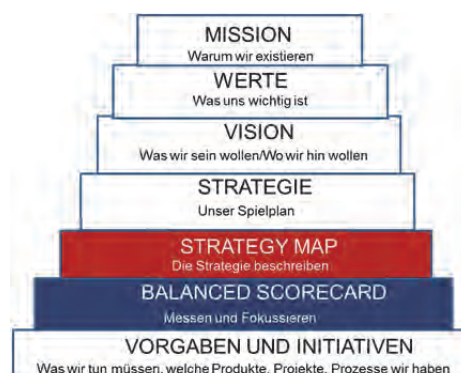 MISSION
Warum wir existieren
WERTE
Was uns wichtig ist
VISION
Was wir sein wollen/Wo wir hin wollen
STRATEGIE
Unser Spielplan
STRATEGY MAP
Die Strategie beschreiben
BALANCED SCORECARD
Messen und Fokussieren
VORGABEN UND INITIATIVEN
Was wir tun müssen, welche Produkte, Projekte, Prozesse wir haben